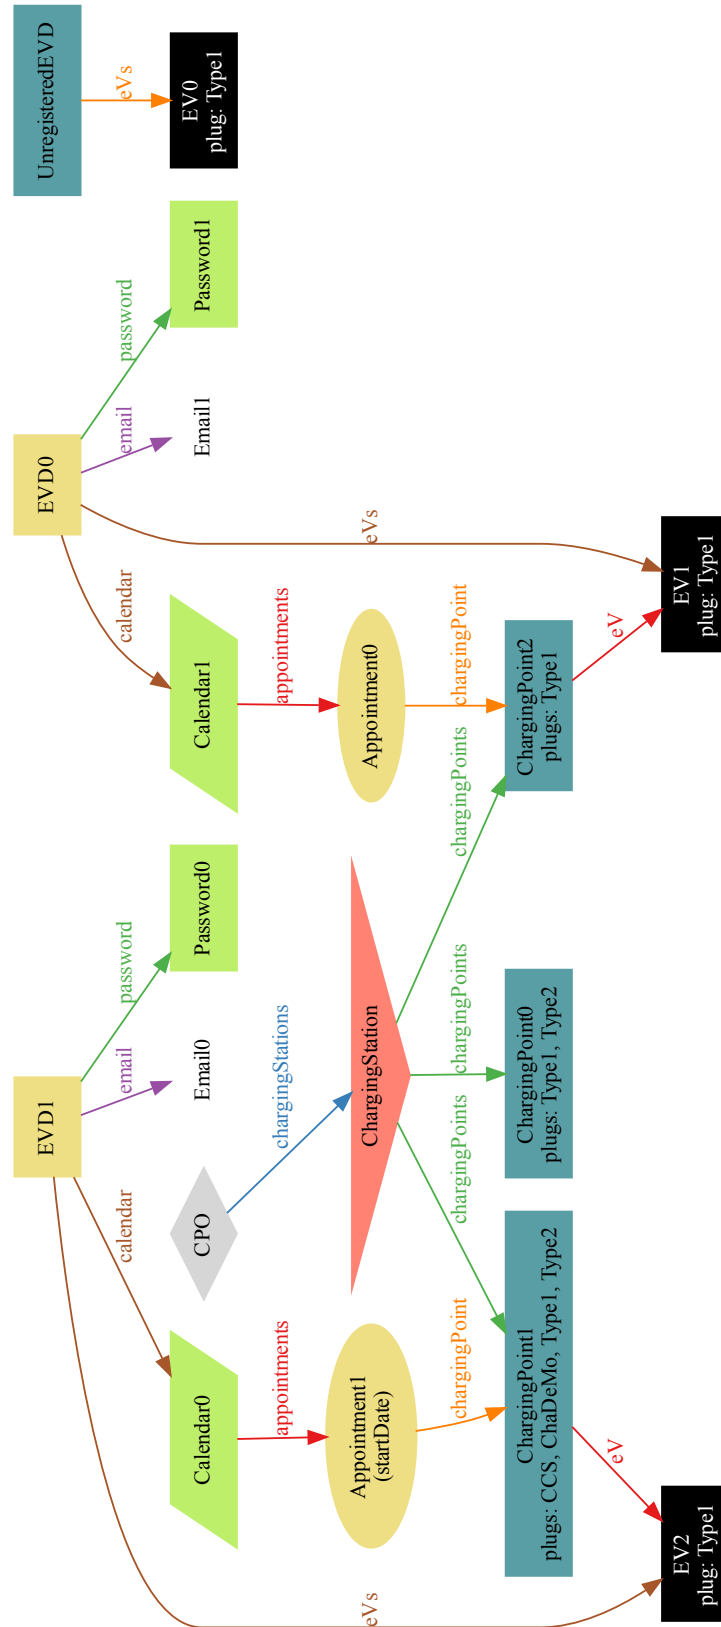 EVD1
EVD0
UnregisteredEVD
eVs
calendar
email
password
calendar
email
password
eVs
Calendar0
CPO
Email0
Password0
Calendar1
Email1
Password1
EV0
plug: Type1
appointments
chargingStations
appointments
Appointment1
(startDate)
ChargingStation
Appointment0
eVs
chargingPoint
chargingPoints
chargingPoints
chargingPoints
chargingPoint
eVs
ChargingPoint1
plugs: CCS, ChaDeMo, Type1, Type2
ChargingPoint0
plugs: Type1, Type2
ChargingPoint2
plugs: Type1
eV
eV
EV2
plug: Type1
EV1
plug: Type1